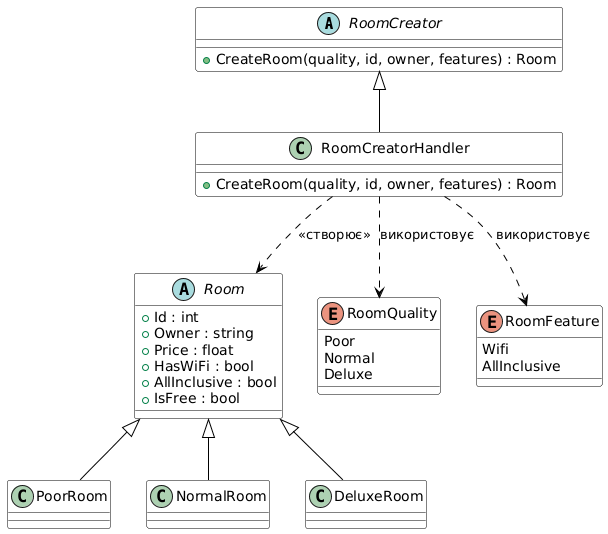 A RoomCreator
CreateRoom(quality, id, owner, features) : Room
C RoomCreatorHandler
CreateRoom(quality, id, owner, features) : Room
«створює»
використовує
використовує
A Room
Id : int
Owner : string
Price : float
HasWiFi : bool
AllInclusive : bool
IsFree : bool
E RoomQuality
Poor
Normal
Deluxe
E RoomFeature
Wifi
AllInclusive
C PoorRoom
C NormalRoom
C DeluxeRoom